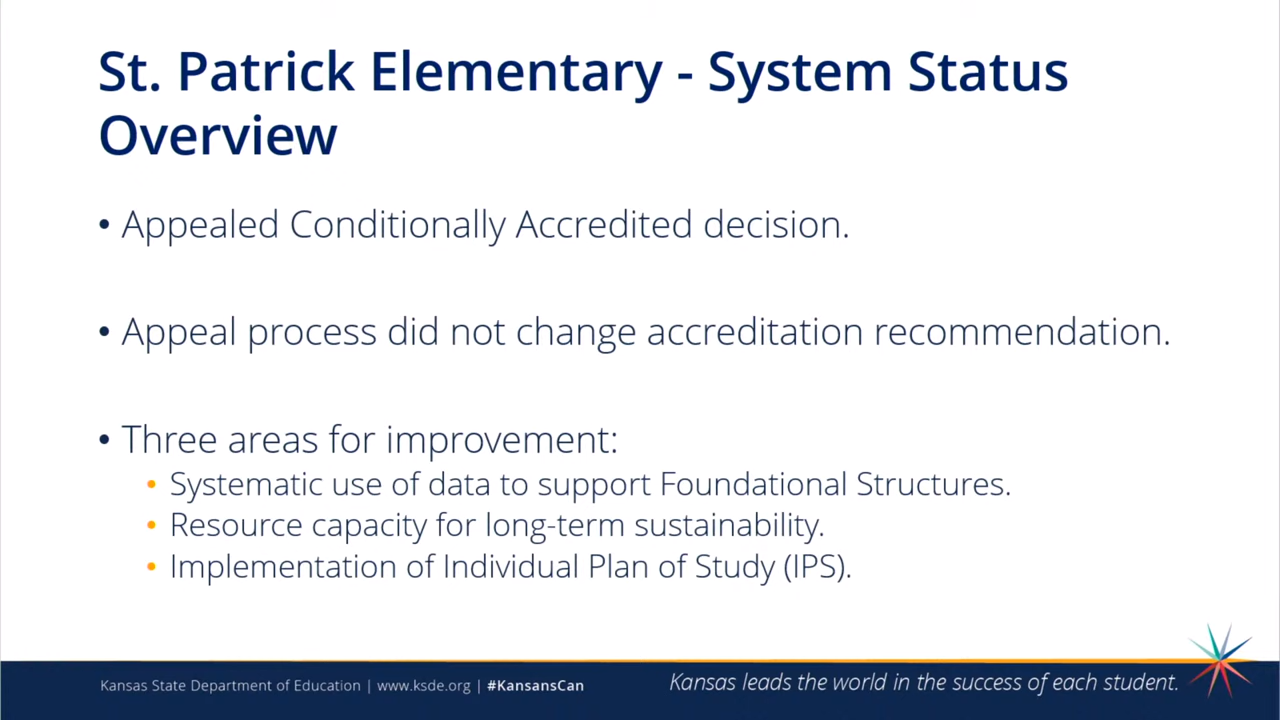 St. Patrick Elementary - System Status
Overview
• Appealed Conditionally Accredited decision.
• Appeal process did not change accreditation recommendation.
• Three areas for improvement:
• Systematic use of data to support Foundational Structures.
• Resource capacity for long-term sustainability.
• Implementation of Individual Plan of Study (IPS).
Kansas State Department of Education | www.ksde.org | #KansansCan
Kansas leads the world in the success of each student.